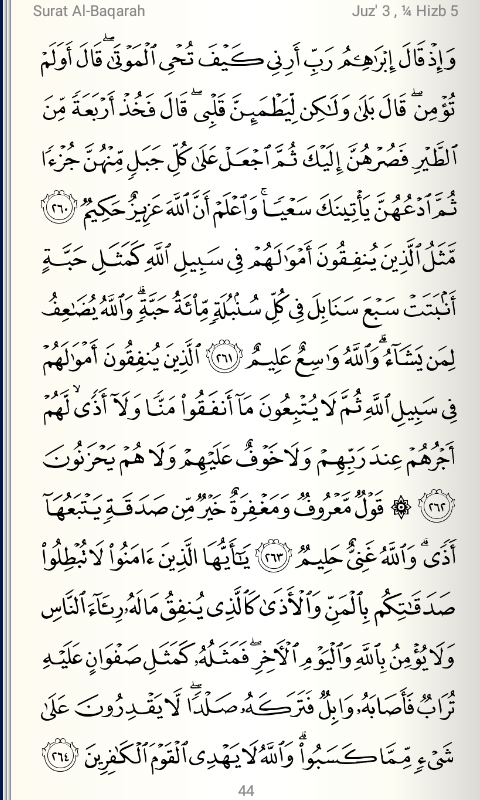 Surat Al-Baqarah Juz' 3 , ¼ Hizb 5
وَإِذْ قَالَ إِبْرَٰهِـۧمُ رَبِّ أَرِنِى كَيْفَ تُحْىِ ٱلْمَوْتَىٰ ۖ قَالَ أَوَلَمْ
تُؤْمِن ۖ قَالَ بَلَىٰ وَلَـٰكِن لِّيَطْمَئِنَّ قَلْبِى ۖ قَالَ فَخُذْ أَرْبَعَةً مِّنَ
ٱلطَّيْرِ فَصُرْهُنَّ إِلَيْكَ ثُمَّ ٱجْعَلْ عَلَىٰ كُلِّ جَبَلٍ مِّنْهُنَّ جُزْءًا
ثُمَّ ٱدْعُهُنَّ يَأْتِينَكَ سَعْيًا ۚ وَٱعْلَمْ أَنَّ ٱللَّهَ عَزِيزٌ حَكِيمٌ ٢٦٠
مَّثَلُ ٱلَّذِينَ يُنفِقُونَ أَمْوَٰلَهُمْ فِى سَبِيلِ ٱللَّهِ كَمَثَلِ حَبَّةٍ
أَنۢبَتَتْ سَبْعَ سَنَابِلَ فِى كُلِّ سُنۢبُلَةٍ مِّا۟ئَةُ حَبَّةٍ ۗ وَٱللَّهُ يُضَـٰعِفُ
لِمَن يَشَآءُ ۗ وَٱللَّهُ وَٰسِعٌ عَلِيمٌ ٢٦١ ٱلَّذِينَ يُنفِقُونَ أَمْوَٰلَهُمْ
فِى سَبِيلِ ٱللَّهِ ثُمَّ لَا يُتْبِعُونَ مَآ أَنفَقُوا۟ مَنًّا وَلَآ أَذًى ۙ لَّهُمْ
أَجْرُهُمْ عِندَ رَبِّهِمْ وَلَا خَوْفٌ عَلَيْهِمْ وَلَا هُمْ يَحْزَنُونَ
٢٦٢ ۞ قَوْلٌ مَّعْرُوفٌ وَمَغْفِرَةٌ خَيْرٌ مِّن صَدَقَةٍ يَتْبَعُهَآ
أَذًى ۗ وَٱللَّهُ غَنِىٌّ حَلِيمٌ ٢٦٣ يَـٰٓأَيُّهَا ٱلَّذِينَ ءَامَنُوا۟ لَا تُبْطِلُوا۟
صَدَقَـٰتِكُم بِٱلْمَنِّ وَٱلْأَذَىٰ كَٱلَّذِى يُنفِقُ مَالَهُۥ رِئَآءَ ٱلنَّاسِ
وَلَا يُؤْمِنُ بِٱللَّهِ وَٱلْيَوْمِ ٱلْـَٔاخِرِ ۖ فَمَثَلُهُۥ كَمَثَلِ صَفْوَانٍ عَلَيْهِ
تُرَابٌ فَأَصَابَهُۥ وَابِلٌ فَتَرَكَهُۥ صَلْدًا ۖ لَّا يَقْدِرُونَ عَلَىٰ
شَىْءٍ مِّمَّا كَسَبُوا۟ ۗ وَٱللَّهُ لَا يَهْدِى ٱلْقَوْمَ ٱلْكَـٰفِرِينَ ٢٦٤
44